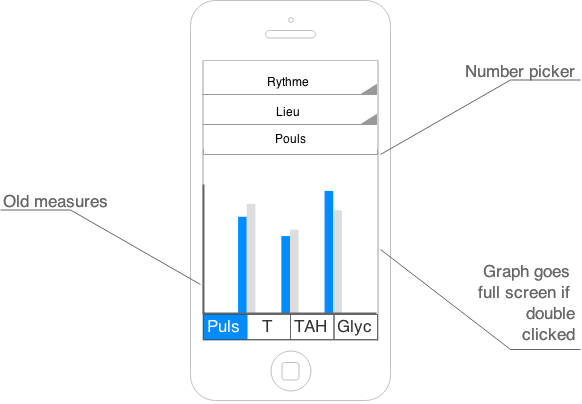 Rythme
Number picker
Lieu
Pouls
Old measures
Graph goes
full screen if
double
clicked
Puls T TAH Glyc